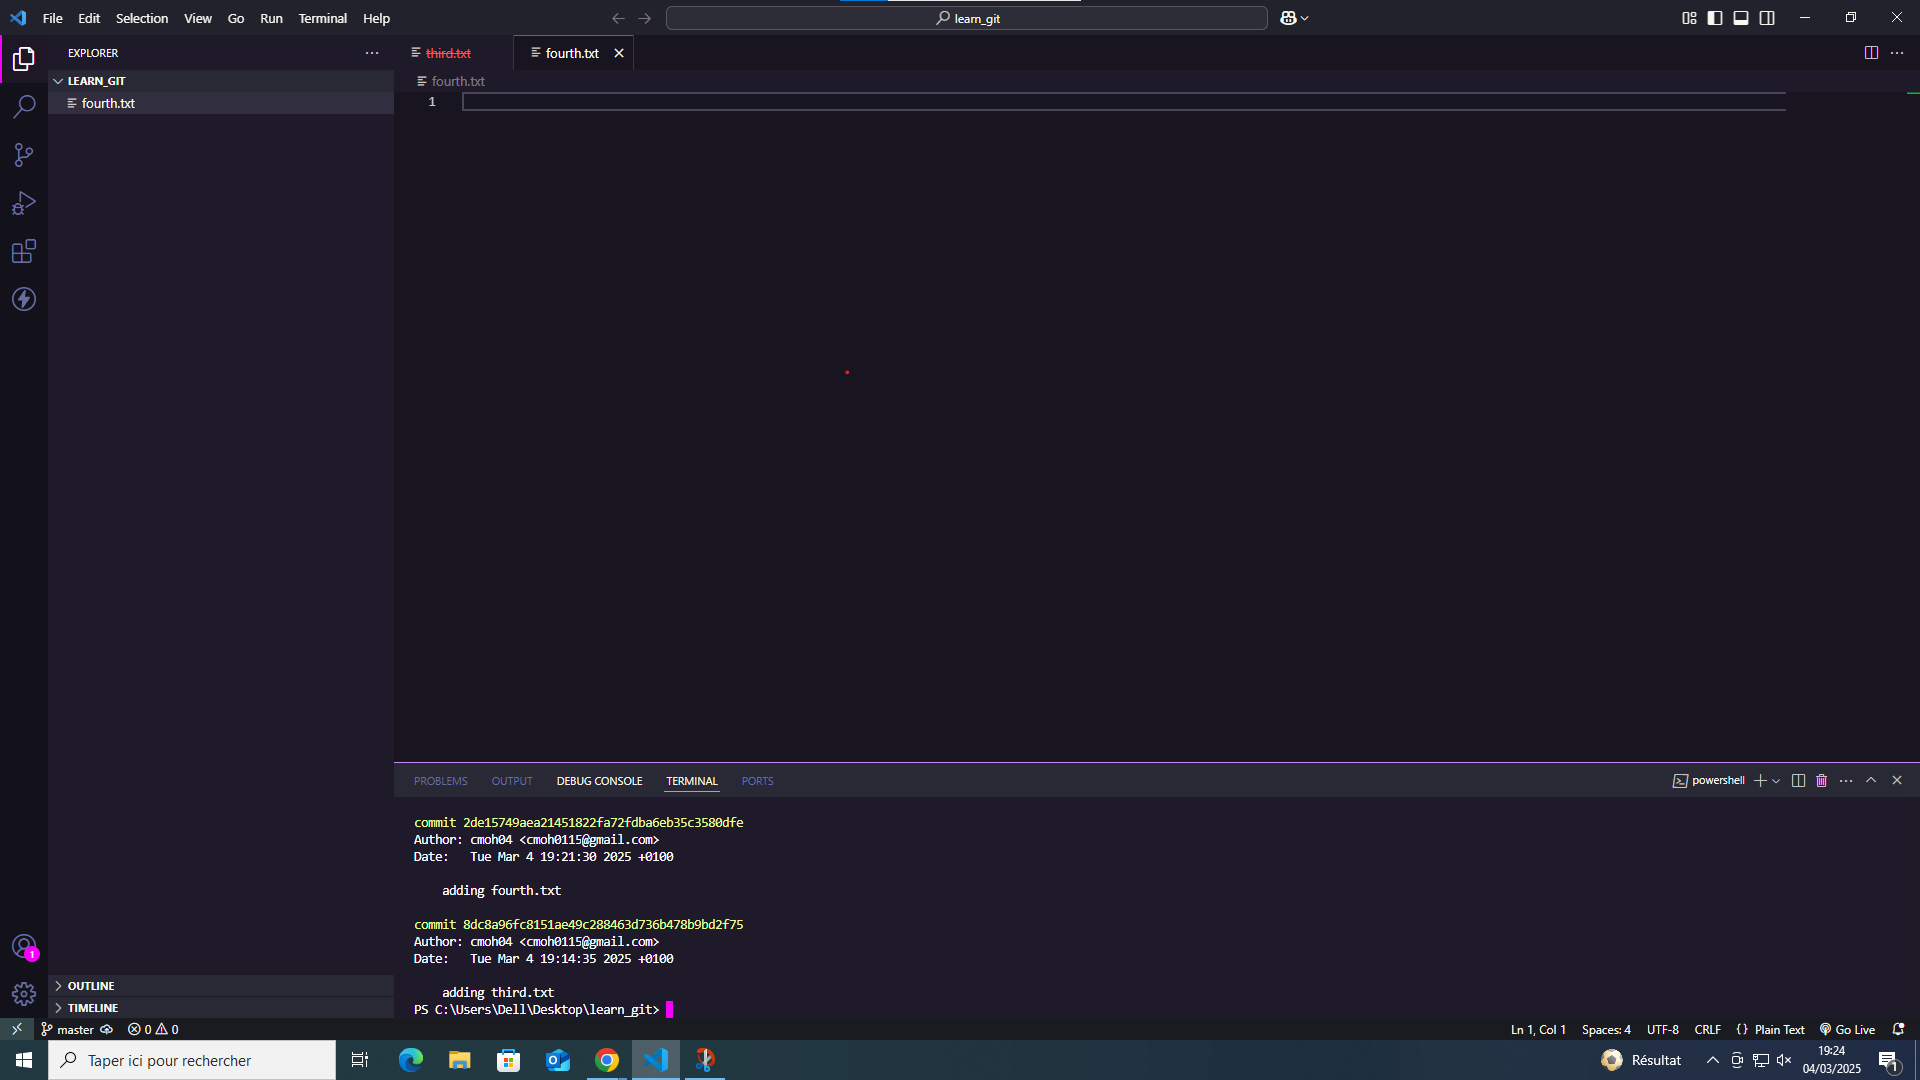 File Edit Selection View Go Run Terminal Help
learn_git
EXPLORER
LEARN_GIT
fourth.txt
third.txt
fourth.txt
fourth.txt
1
PROBLEMS OUTPUT DEBUG CONSOLE TERMINAL PORTS
powershell
commit 2de15749aea21451822fa72fdba6eb35c3580dfe
Author: cmoh04 <cmoh0115@gmail.com>
Date:   Tue Mar 4 19:21:30 2025 +0100
adding fourth.txt
commit 8dc8a96fc8151ae49c288463d736b478b9bd2f75
Author: cmoh04 <cmoh0115@gmail.com>
Date:   Tue Mar 4 19:14:35 2025 +0100
adding third.txt
PS C:\Users\Dell\Desktop\learn_git>
1
OUTLINE
TIMELINE
master 0 0
Ln 1, Col 1 Spaces: 4 UTF-8 CRLF {} Plain Text Go Live
Taper ici pour rechercher
Résultat
19:24
04/03/2025
1